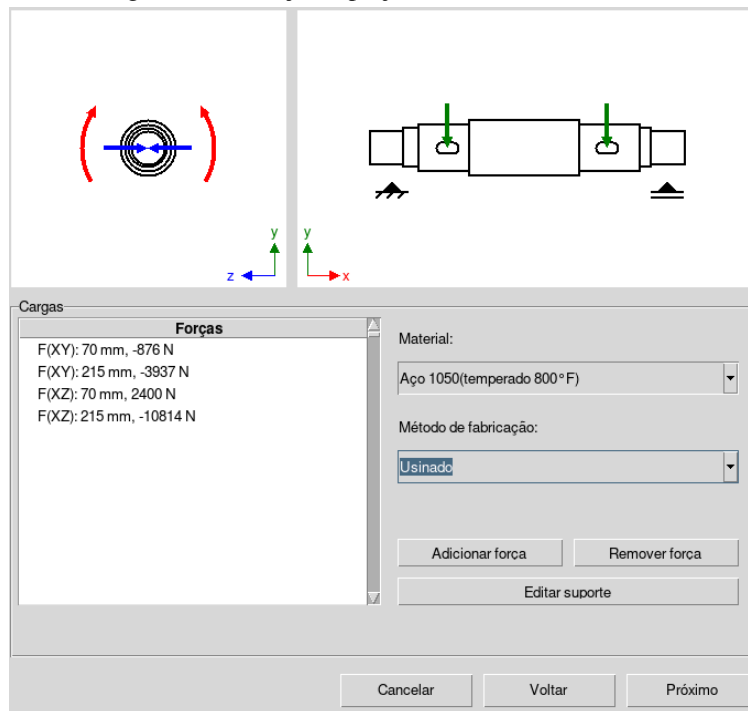 y
z
y
x
Cargas
Forças
F(XY): 70 mm, -876 N
F(XY): 215 mm, -3937 N
F(XZ): 70 mm, 2400 N
F(XZ): 215 mm, -10814 N
Material:
Aço 1050(temperado 800°F)
Método de fabricação:
Usinado
Adicionar força
Remover força
Editar suporte
Cancelar
Voltar
Próximo